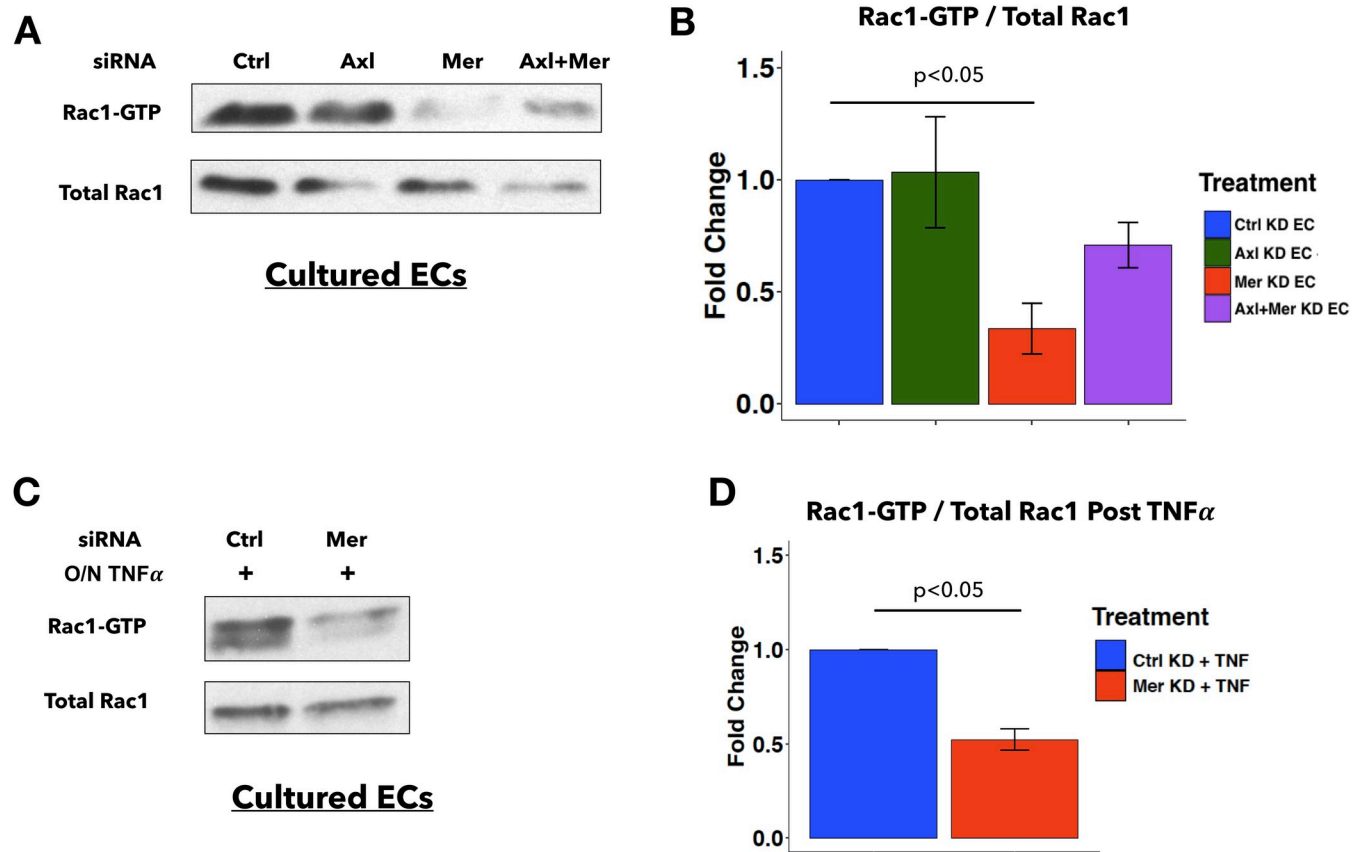 A
siRNA Ctrl Axl Mer Axl+Mer
Rac1-GTP
Total Rac1
Cultured ECs
B
Rac1-GTP / Total Rac1
p<0.05
1.5
1.0
0.5
0.0
Fold Change
Treatment
Ctrl KD EC
Axl KD EC
Mer KD EC
Axl+Mer KD EC
C
siRNA Ctrl Mer
O/N TNFα + +
Rac1-GTP
Total Rac1
Cultured ECs
D
Rac1-GTP / Total Rac1 Post TNFα
p<0.05
1.5
1.0
0.5
0.0
Fold Change
Treatment
Ctrl KD + TNF
Mer KD + TNF